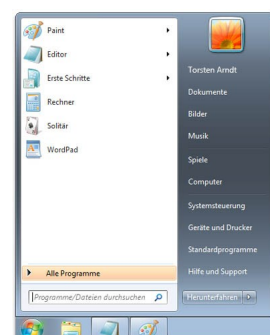 Paint
Editor
Erste Schritte
Rechner
Solitär
WordPad
Alle Programme
Programme/Dateien durchsuchen
Torsten Arndt
Dokumente
Bilder
Musik
Spiele
Computer
Systemsteuerung
Geräte und Drucker
Standardprogramme
Hilfe und Support
Herunterfahren